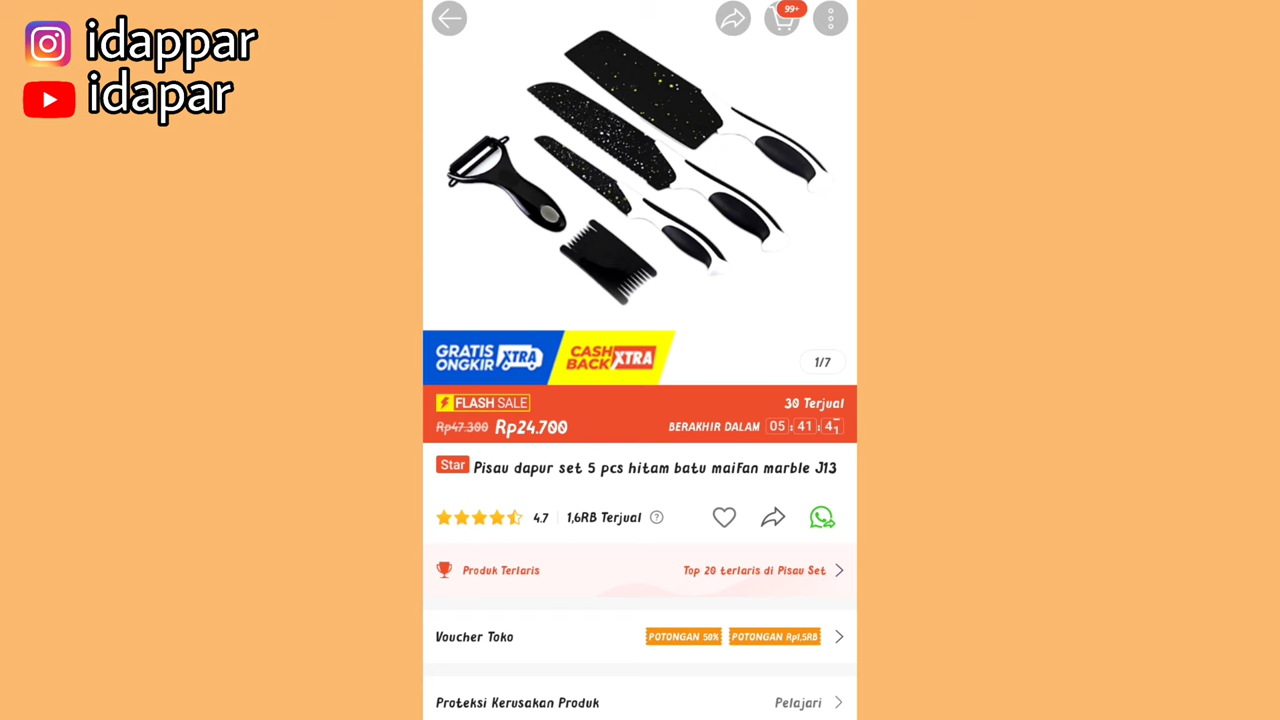 idappar
idapar
99+
GRATIS ONGKIR XTRA
CASH BACK XTRA
1/7
FLASH SALE
30 Terjual
Rp47.300 Rp24.700
BERAKHIR DALAM 05 : 41 :
Star Pisau dapur set 5 pcs hitam batu maifan marble J13
4.7 1,6RB Terjual ?
Produk Terlaris
Top 20 terlaris di Pisau Set
Voucher Toko
POTONGAN 50% POTONGAN Rp1,5RB
Proteksi Kerusakan Produk
Pelajari